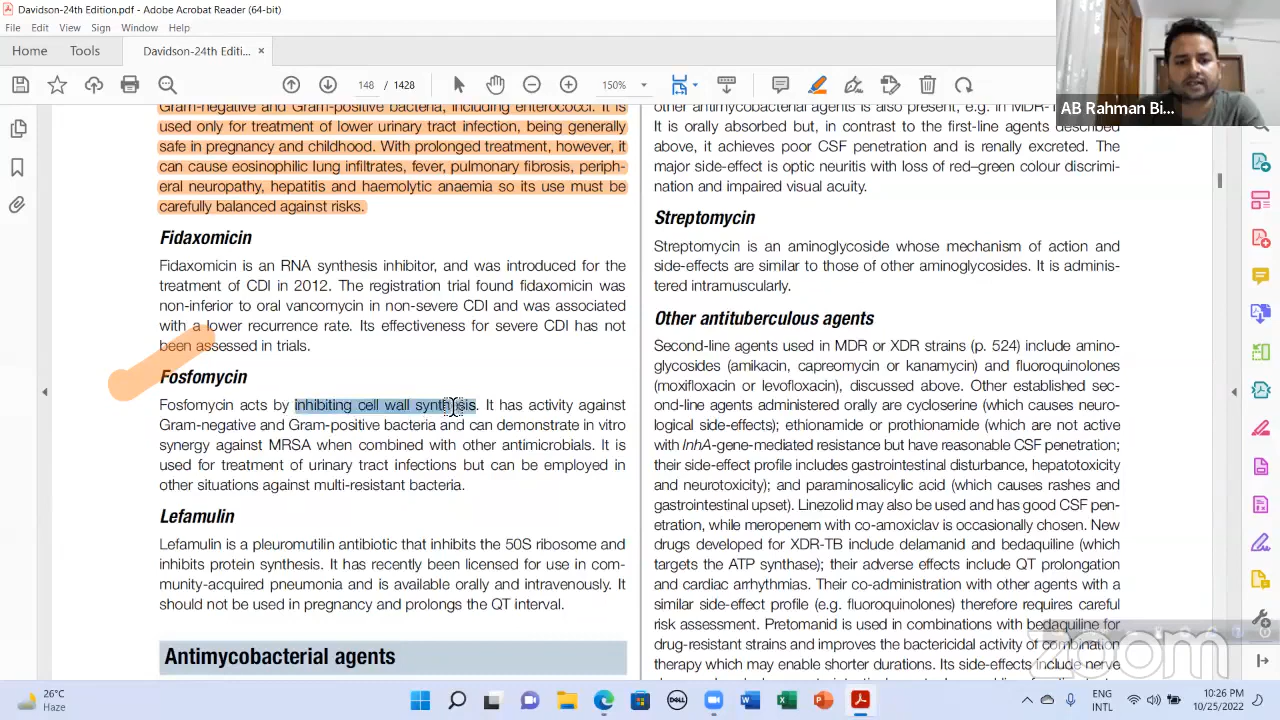 Davidson-24th Edition.pdf - Adobe Acrobat Reader (64-bit)
File Edit View Sign Window Help
Home Tools Davidson-24th Editi... ×
148 / 1428 150%
AB Rahman Bi...
Gram-negative and Gram-positive bacteria, including enterococci. It is
used only for treatment of lower urinary tract infection, being generally
safe in pregnancy and childhood. With prolonged treatment, however, it
can cause eosinophilic lung infiltrates, fever, pulmonary fibrosis, periph-
eral neuropathy, hepatitis and haemolytic anaemia so its use must be
carefully balanced against risks.
Fidaxomicin
Fidaxomicin is an RNA synthesis inhibitor, and was introduced for the
treatment of CDI in 2012. The registration trial found fidaxomicin was
non-inferior to oral vancomycin in non-severe CDI and was associated
with a lower recurrence rate. Its effectiveness for severe CDI has not
been assessed in trials.
Fosfomycin
Fosfomycin acts by inhibiting cell wall synthesis. It has activity against
Gram-negative and Gram-positive bacteria and can demonstrate in vitro
synergy against MRSA when combined with other antimicrobials. It is
used for treatment of urinary tract infections but can be employed in
other situations against multi-resistant bacteria.
Lefamulin
Lefamulin is a pleuromutilin antibiotic that inhibits the 50S ribosome and
inhibits protein synthesis. It has recently been licensed for use in com-
munity-acquired pneumonia and is available orally and intravenously. It
should not be used in pregnancy and prolongs the QT interval.
Antimycobacterial agents
other antimycobacterial agents is also present, e.g. in MDR-T
It is orally absorbed but, in contrast to the first-line agents described
above, it achieves poor CSF penetration and is renally excreted. The
major side-effect is optic neuritis with loss of red–green colour discrimi-
nation and impaired visual acuity.
Streptomycin
Streptomycin is an aminoglycoside whose mechanism of action and
side-effects are similar to those of other aminoglycosides. It is adminis-
tered intramuscularly.
Other antituberculous agents
Second-line agents used in MDR or XDR strains (p. 524) include amino-
glycosides (amikacin, capreomycin or kanamycin) and fluoroquinolones
(moxifloxacin or levofloxacin), discussed above. Other established sec-
ond-line agents administered orally are cycloserine (which causes neuro-
logical side-effects); ethionamide or prothionamide (which are not active
with InhA-gene-mediated resistance but have reasonable CSF penetration;
their side-effect profile includes gastrointestinal disturbance, hepatotoxicity
and neurotoxicity); and paraminosalicylic acid (which causes rashes and
gastrointestinal upset). Linezolid may also be used and has good CSF pen-
etration, while meropenem with co-amoxiclav is occasionally chosen. New
drugs developed for XDR-TB include delamanid and bedaquiline (which
targets the ATP synthase); their adverse effects include QT prolongation
and cardiac arrhythmias. Their co-administration with other agents with a
similar side-effect profile (e.g. fluoroquinolones) therefore requires careful
risk assessment. Pretomanid is used in combinations with bedaquiline for
drug-resistant strains and improves the bactericidal activity of combination
therapy which may enable shorter durations. Its side-effects include nerve
zoom
26°C
Haze
DELL
ENG
INTL
10:26 PM
10/25/2022